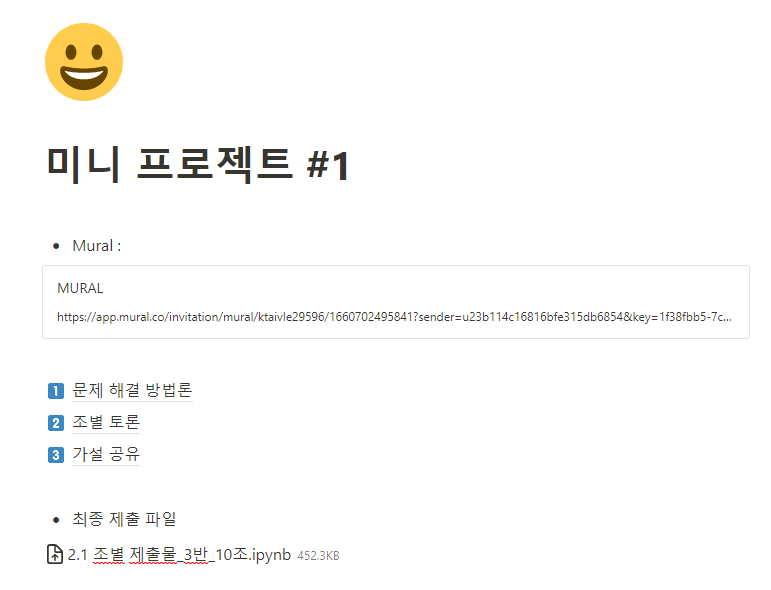 미니 프로젝트 #1
• Mural :
MURAL
https://app.mural.co/invitation/mural/ktaivle29596/1660702495841?sender=u23b114c16816bfe315db6854&key=1f38fbb5-7c...
1 문제 해결 방법론
2 조별 토론
3 가설 공유
• 최종 제출 파일
2.1 조별 제출물_3반_10조.ipynb 452.3KB